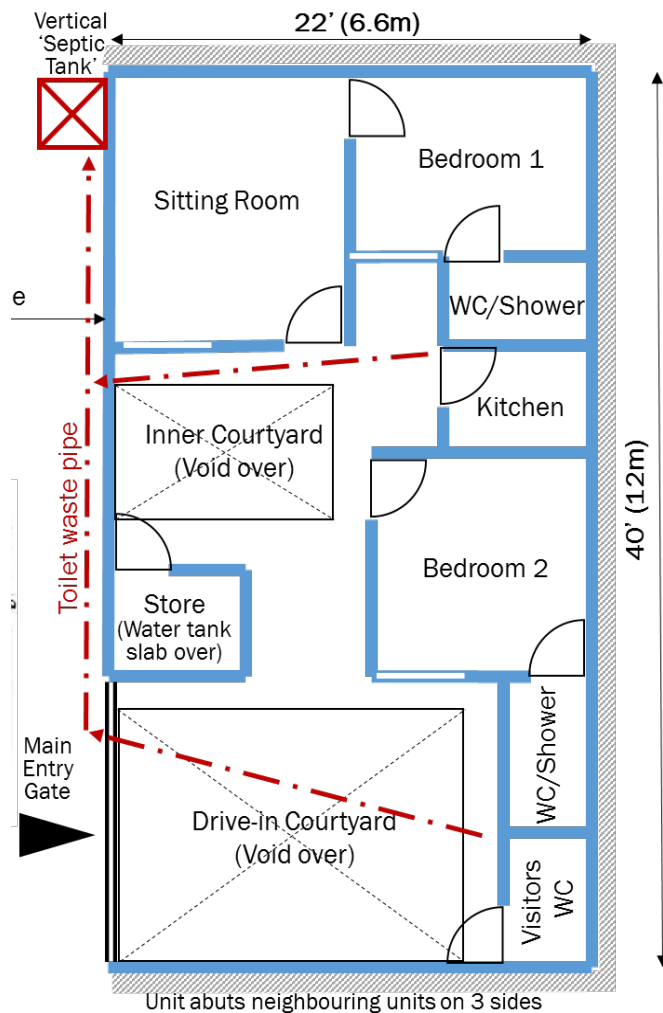 Vertical
‘Septic
Tank’
22’ (6.6m)
Bedroom 1
Sitting Room
e
WC/Shower
Kitchen
Inner Courtyard
(Void over)
Toilet waste pipe
40’ (12m)
Bedroom 2
Store
(Water tank
slab over)
Main
Entry
Gate
WC/Shower
Drive-in Courtyard
(Void over)
Visitors
WC
Unit abuts neighbouring units on 3 sides